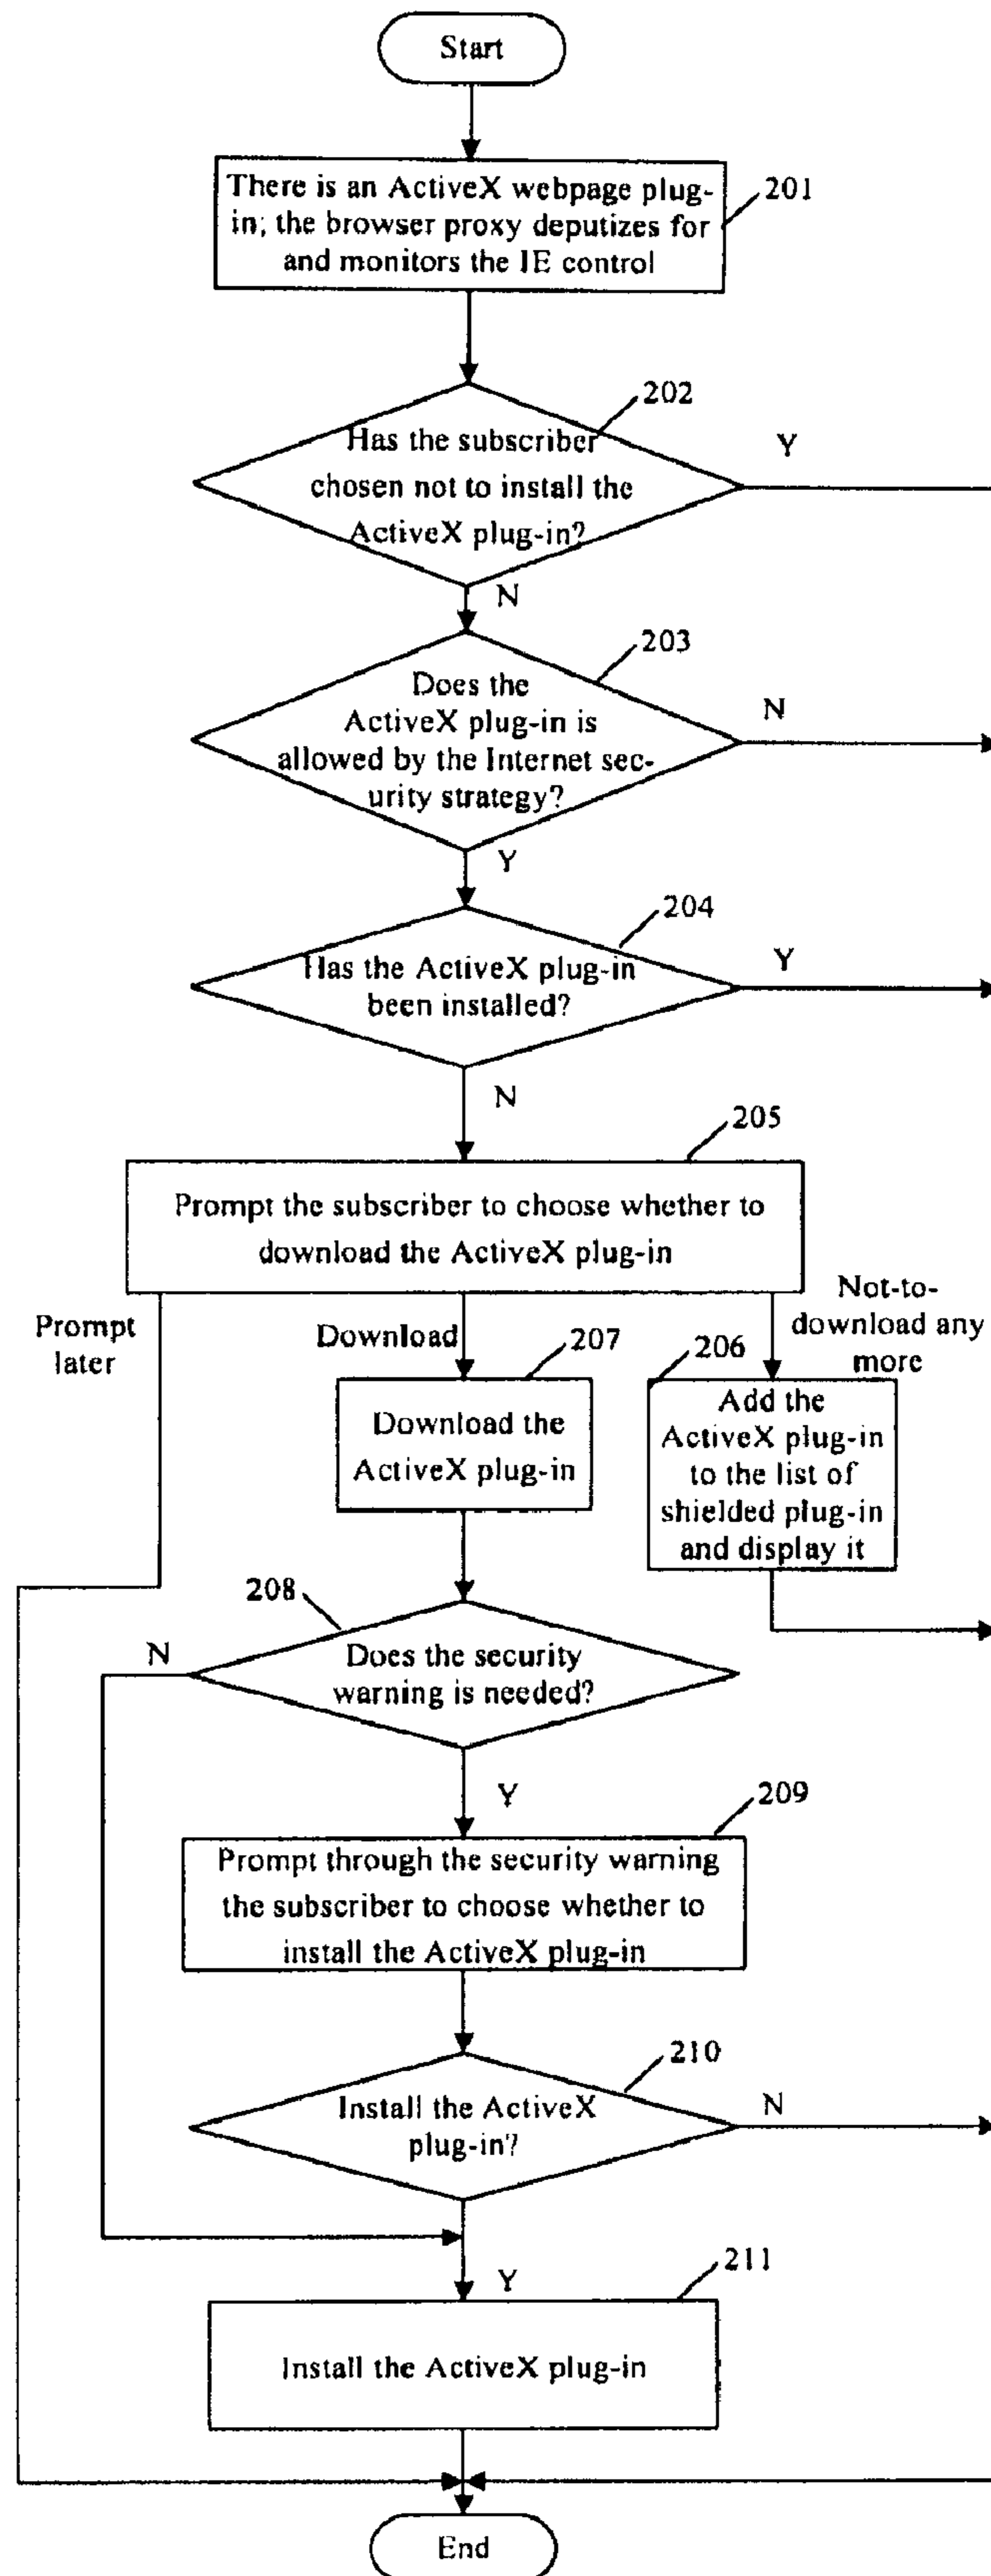 Start
There is an ActiveX webpage plug-
in; the browser proxy deputizes for
and monitors the IE control
201
202
Has the subscriber
chosen not to install the
ActiveX plug-in?
Y
N
203
Does the
ActiveX plug-in is
allowed by the Internet sec-
urity strategy?
N
Y
204
Has the ActiveX plug-in
been installed?
Y
N
205
Prompt the subscriber to choose whether to
download the ActiveX plug-in
Prompt
later
Download
207
Not-to-
download any
more
206
Download the
ActiveX plug-in
Add the
ActiveX plug-in
to the list of
shielded plug-in
and display it
208
N
Does the security
warning is needed?
Y
209
Prompt through the security warning
the subscriber to choose whether to
install the ActiveX plug-in
210
Install the ActiveX
plug-in?
N
Y
211
Install the ActiveX plug-in
End